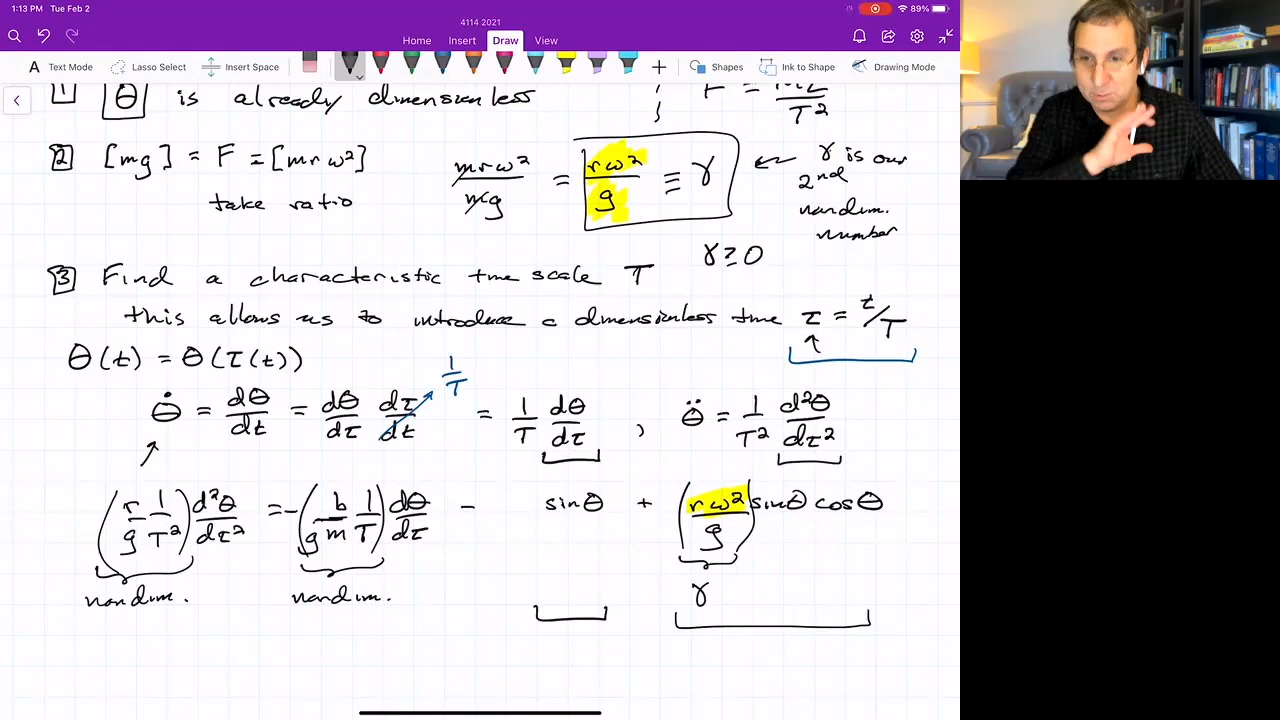 1:13 PM Tue Feb 2
89%
4114 2021
Home Insert Draw View
Text Mode Lasso Select Insert Space Shapes Ink to Shape Drawing Mode
1 θ is already dimensionless
F = ML/T²
2 [mg] = F = [mrω²]
take ratio
mrω²/mg = rω²/g ≡ γ
← γ is our
2nd
nondim.
number
γ ≥ 0
3 Find a characteristic time scale T
this allows us to introduce a dimensionless time τ = t/T
θ(t) = θ(τ(t))
θ̇ = dθ/dt = dθ/dτ dτ/dt = 1/T dθ/dτ , θ̈ = 1/T² d²θ/dτ²
1/T
(r/g 1/T²) d²θ/dτ² = -(b/gm 1/T) dθ/dτ - sinθ + (rω²/g) sinθ cosθ
nondim. nondim. γ